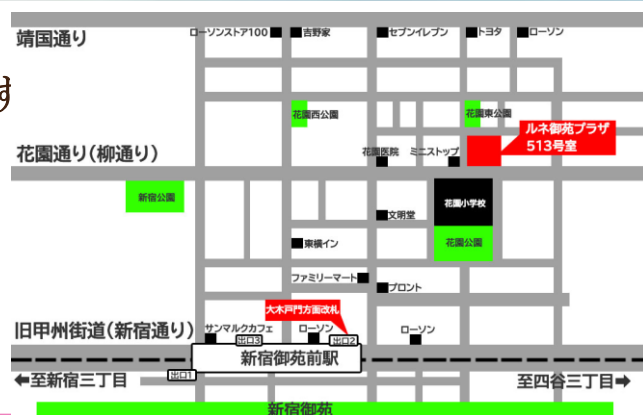 靖国通り
ローソンストア100
吉野家
セブンイレブン
トヨタ
ローソン
す
花園西公園
花園東公園
ルネ御苑プラザ
513号室
花園通り(柳通り)
花園医院
ミニストップ
新宿公園
花園小学校
文明堂
東横イン
花園公園
ファミリーマート
プロント
大木戸門方面改札
旧甲州街道(新宿通り)
サンマルクカフェ
ローソン
ローソン
出口3
出口2
新宿御苑前駅
出口1
←至新宿三丁目
至四谷三丁目→
新宿御苑